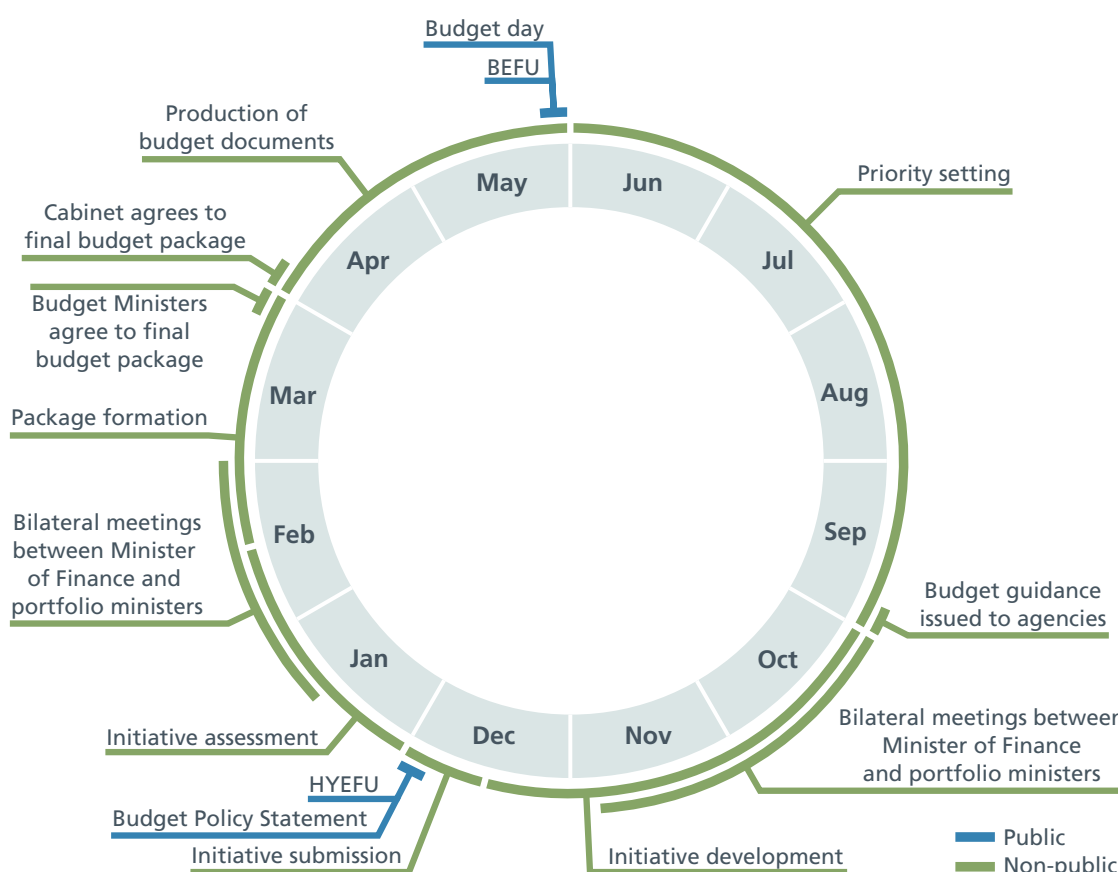 Budget day
BEFU
Production of
budget documents
Priority setting
Cabinet agrees to
final budget package
Budget Ministers
agree to final
budget package
Package formation
Bilateral meetings
between Minister
of Finance and
portfolio ministers
Budget guidance
issued to agencies
Initiative assessment
Bilateral meetings between
Minister of Finance
and portfolio ministers
HYEFU
Budget Policy Statement
Initiative submission
Initiative development
May
Jun
Jul
Aug
Sep
Oct
Nov
Dec
Jan
Feb
Mar
Apr
Public
Non-public